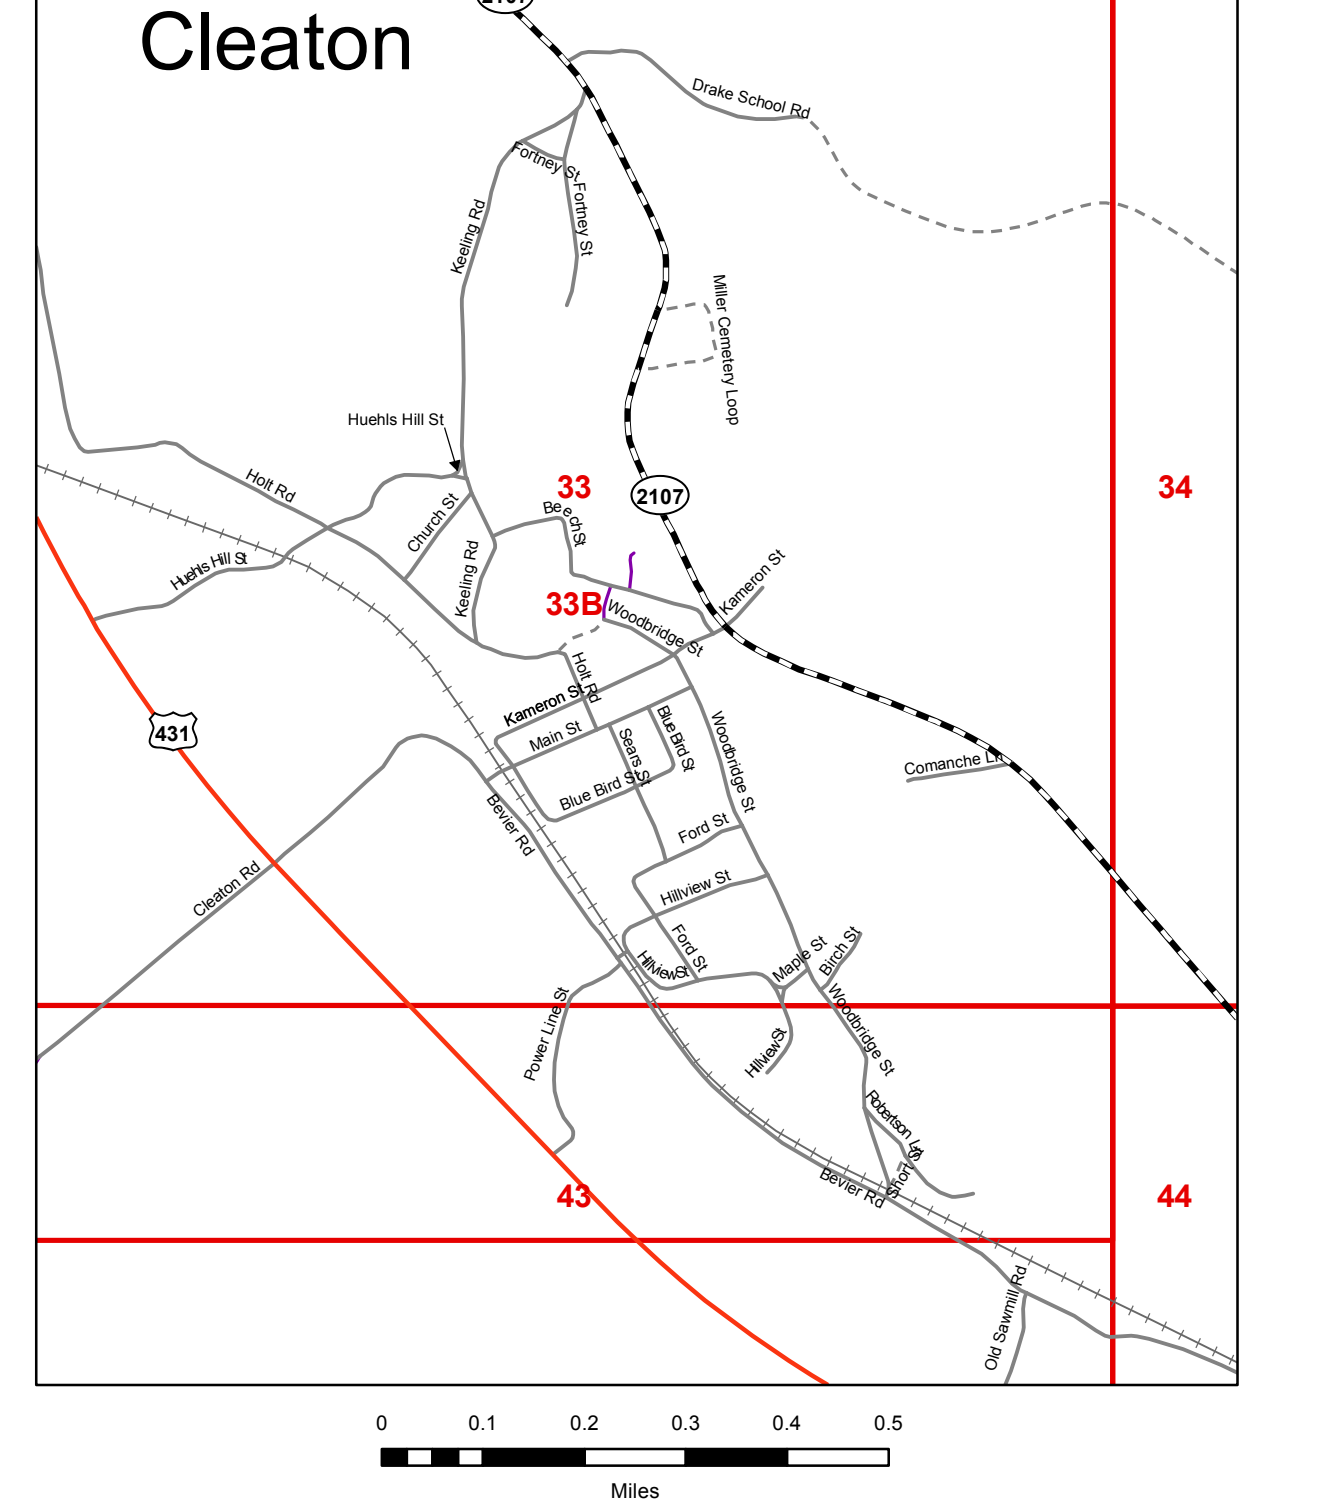 2107
Cleaton
Drake School Rd
Fortney St
Fortney St
Keeling Rd
Miller Cemetery Loop
Huehls Hill St
Holt Rd
33
34
2107
Church St
Beech St
Huehls Hill St
Keeling Rd
Kameron St
33B
Woodbridge St
Holt Rd
Kameron St
Main St
Sears St
Blue Bird St
Woodbridge St
431
Comanche Ln
Blue Bird St
Bevier Rd
Ford St
Cleaton Rd
Hillview St
Ford St
Hillview St
Maple St
Birch St
Power Line St
Woodbridge St
Hillview St
Robertson Ln
Short St
Bevier Rd
43
44
Old Sawmill Rd
0 0.1 0.2 0.3 0.4 0.5
Miles